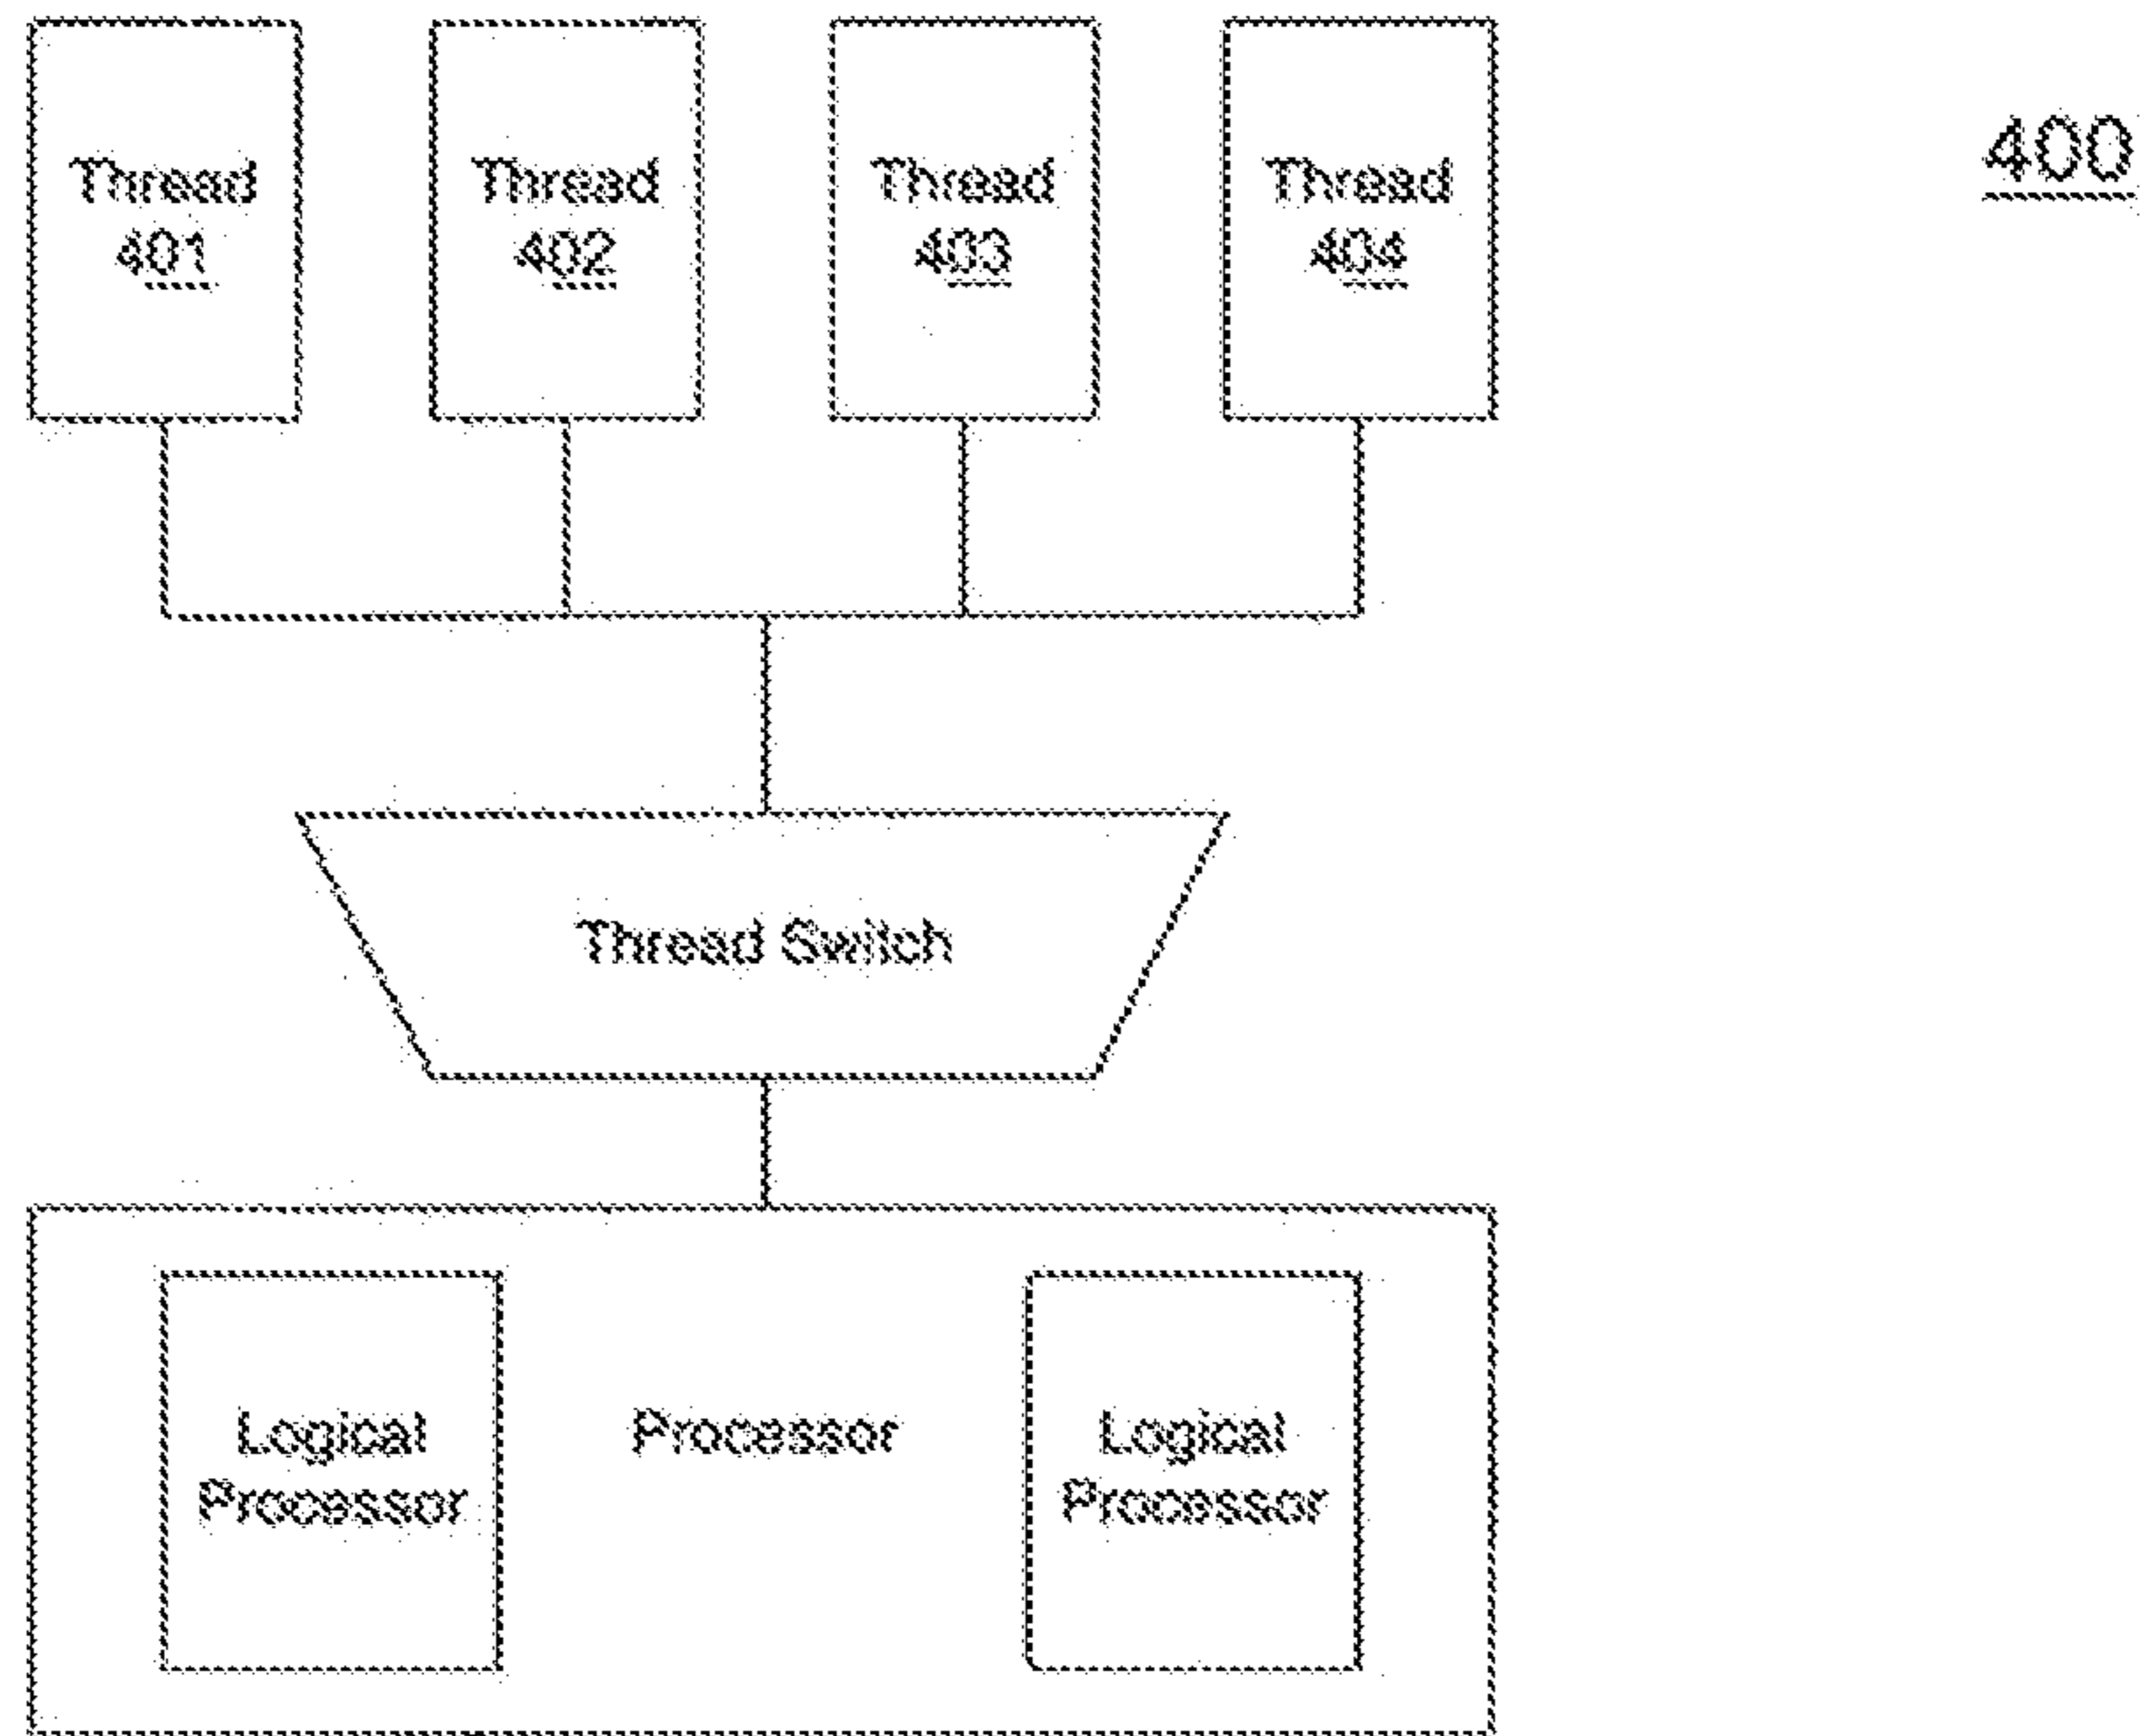 Thread
401
Thread
402
Thread
403
Thread
404
400
Thread Switch
Logical
Processor
Processor
Logical
Processor